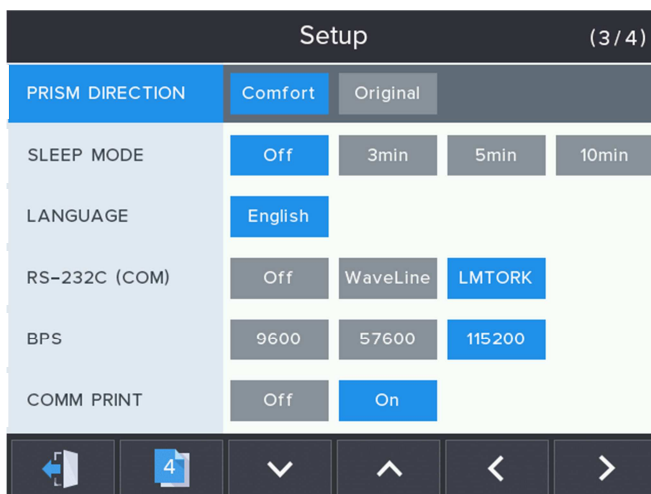 Setup (3/4)
PRISM DIRECTION Comfort Original
SLEEP MODE Off 3min 5min 10min
LANGUAGE English
RS-232C (COM) Off WaveLine LMTORK
BPS 9600 57600 115200
COMM PRINT Off On
4